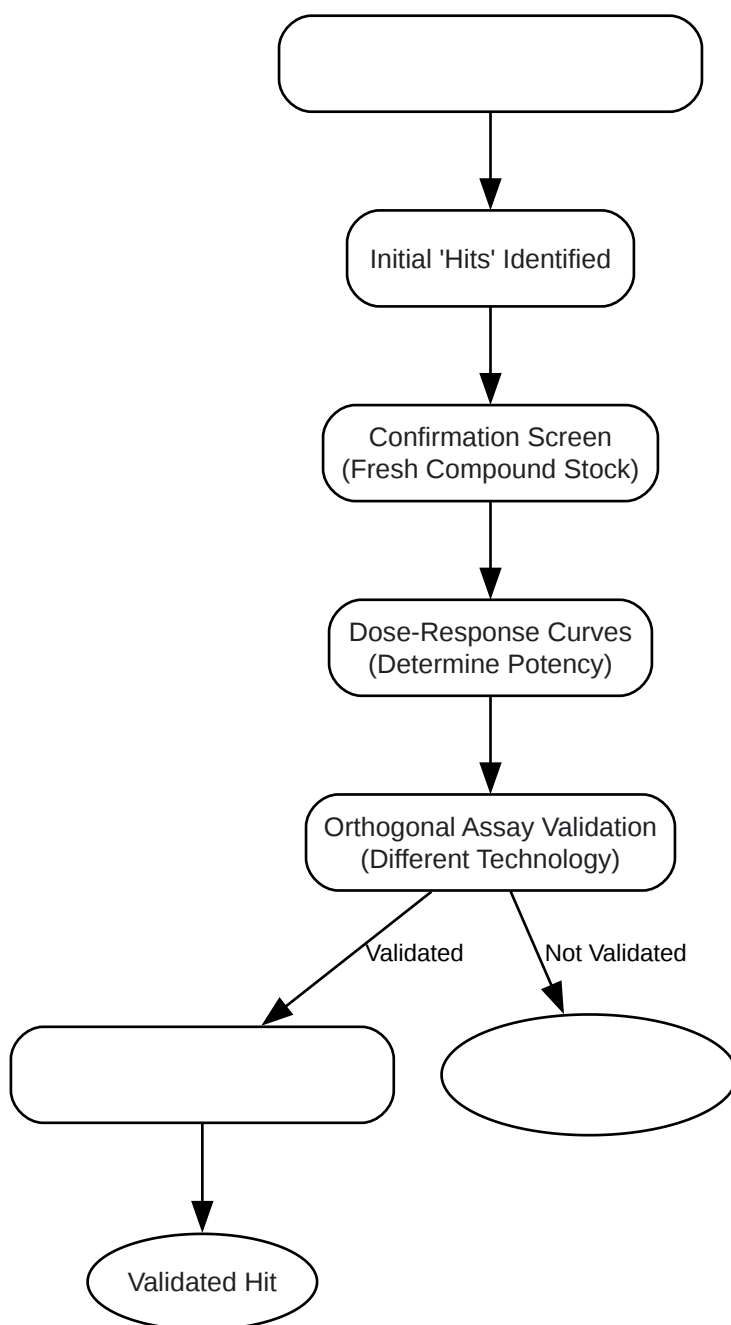 Initial 'Hits' Identified
Confirmation Screen
(Fresh Compound Stock)
Dose-Response Curves
(Determine Potency)
Orthogonal Assay Validation
(Different Technology)
Validated
Not Validated
Validated Hit